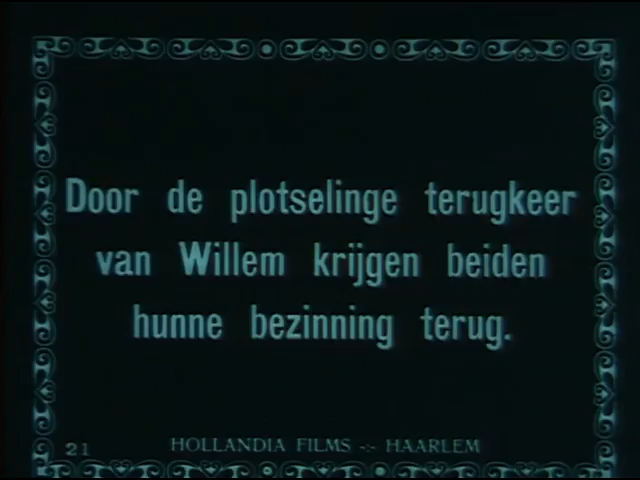 Door de plotselinge terugkeer
van Willem krijgen beiden
hunne bezinning terug.
21 HOLLANDIA FILMS -:- HAARLEM